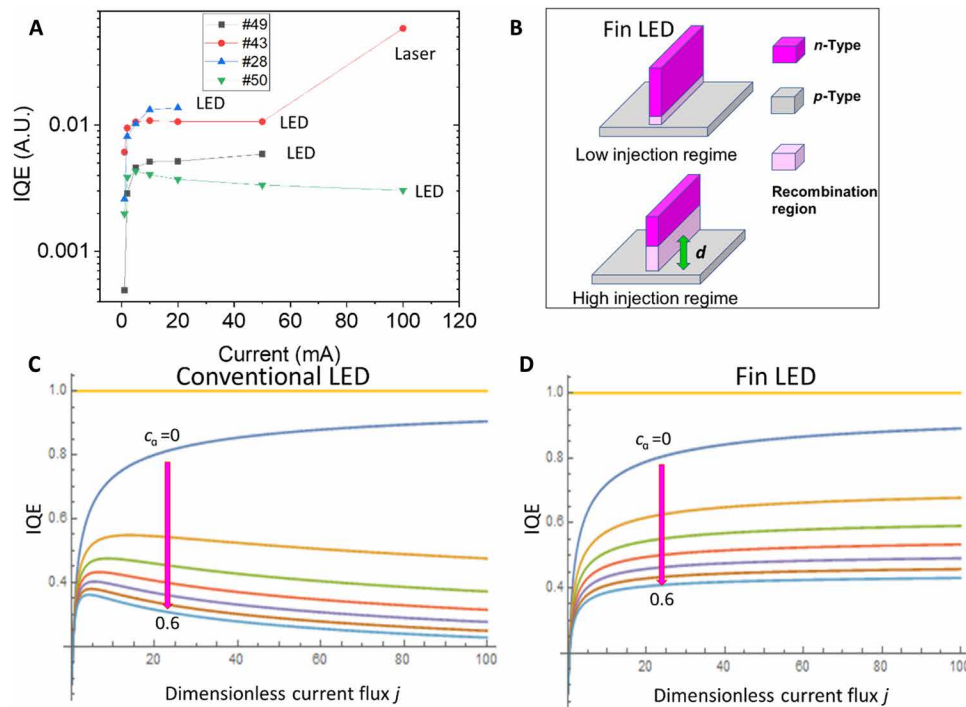 A
#49
#43
#28
#50
Laser
LED
LED
LED
LED
0.01
0.001
IQE (A.U.)
0 20 40 60 80 100 120
Current (mA)
B
Fin LED
n-Type
p-Type
Low injection regime
Recombination
region
d
High injection regime
C
Conventional LED
1.0
0.8
0.6
0.4
IQE
cα=0
0.6
20 40 60 80 100
Dimensionless current flux j
D
Fin LED
1.0
0.8
0.6
0.4
IQE
cα=0
0.6
20 40 60 80 100
Dimensionless current flux j